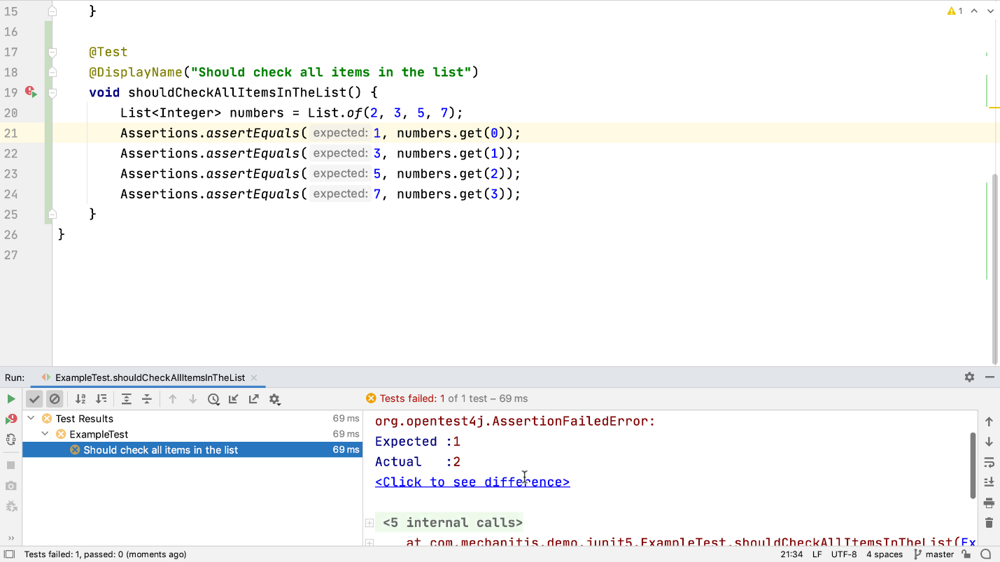 15 }
1
16
17 @Test
18 @DisplayName("Should check all items in the list")
19 void shouldCheckAllItemsInTheList() {
20 List<Integer> numbers = List.of(2, 3, 5, 7);
21 Assertions.assertEquals( expected: 1, numbers.get(0));
22 Assertions.assertEquals( expected: 3, numbers.get(1));
23 Assertions.assertEquals( expected: 5, numbers.get(2));
24 Assertions.assertEquals( expected: 7, numbers.get(3));
25 }
26 }
27
Run: ExampleTest.shouldCheckAllItemsInTheList
Tests failed: 1 of 1 test – 69 ms
Test Results 69 ms
ExampleTest 69 ms
Should check all items in the list 69 ms
org.opentest4j.AssertionFailedError:
Expected :1
Actual :2
<Click to see difference>
<5 internal calls>
at com.mechanitis.demo.junit5.ExampleTest.shouldCheckAllItemsInTheList(Ex
Tests failed: 1, passed: 0 (moments ago)
21:34 LF UTF-8 4 spaces master